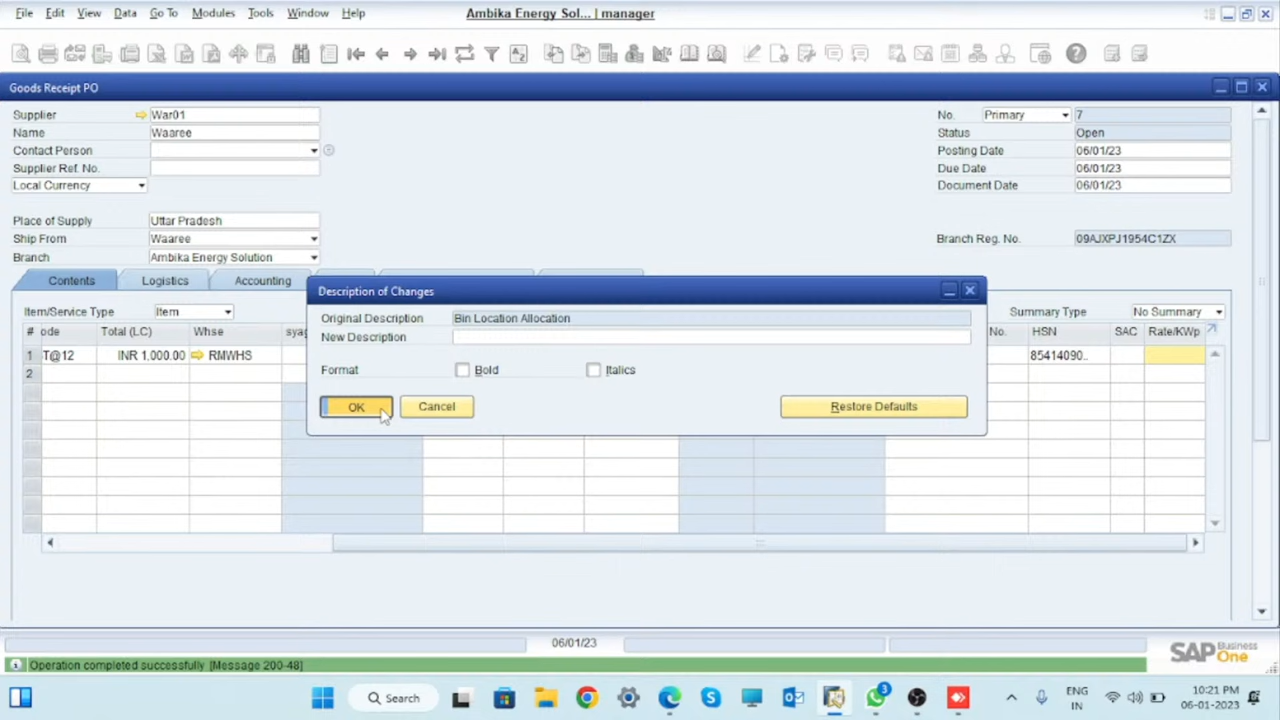 File Edit View Data Go To Modules Tools Window Help
Ambika Energy Sol... | manager
Goods Receipt PO
Supplier War01
Name Waaree
Contact Person
Supplier Ref. No.
Local Currency
Place of Supply Uttar Pradesh
Ship From Waaree
Branch Ambika Energy Solution
No. Primary 7
Status Open
Posting Date 06/01/23
Due Date 06/01/23
Document Date 06/01/23
Branch Reg. No. 09AJXPJ1954C1ZX
Contents Logistics Accounting
Item/Service Type Item
Summary Type No Summary
# ode Total (LC) Whse No. HSN SAC Rate/KWp
1 T@12 INR 1,000.00 RMWHS 85414090..
2
Description of Changes
Original Description Bin Location Allocation
New Description
Format Bold Italics
OK Cancel Restore Defaults
06/01/23
SAP Business One
Operation completed successfully [Message 200-48]
Search
3
ENG
IN
10:21 PM
06-01-2023